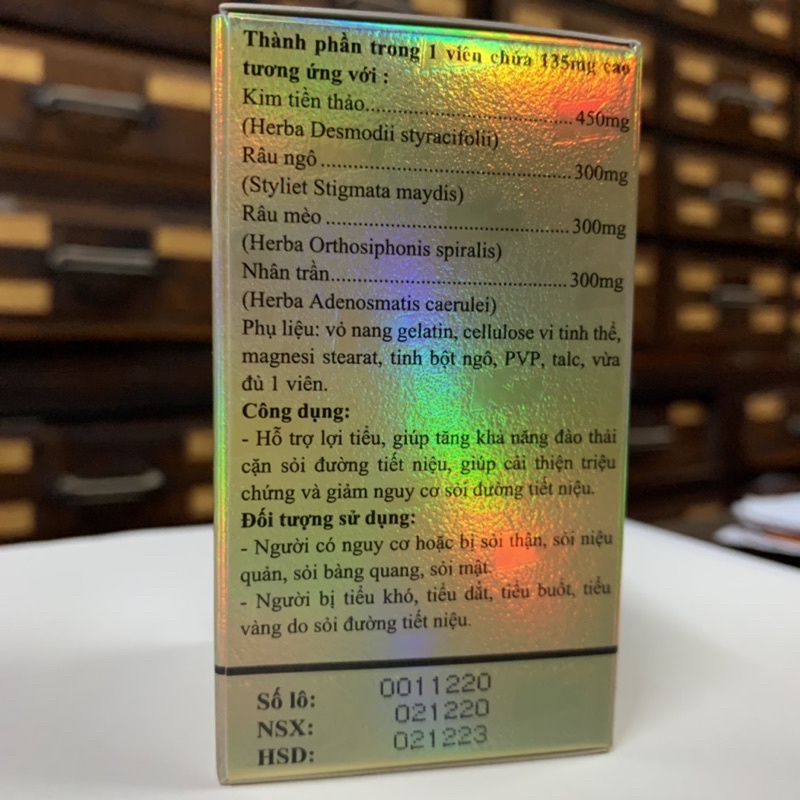 Thành phần trong 1 viên chứa 135mg cao
tương ứng với :
Kim tiền thảo....................................450mg
(Herba Desmodii styracifolii)
Râu ngô ............................................300mg
(Styliet Stigmata maydis)
Râu mèo ...........................................300mg
(Herba Orthosiphonis spiralis)
Nhân trần..........................................300mg
(Herba Adenosmatis caerulei)
Phụ liệu: vỏ nang gelatin, cellulose vi tinh thể,
magnesi stearat, tinh bột ngô, PVP, talc, vừa
đủ 1 viên.
Công dụng:
- Hỗ trợ lợi tiểu, giúp tăng khả năng đào thải
cặn sỏi đường tiết niệu, giúp cải thiện triệu
chứng và giảm nguy cơ sỏi đường tiết niệu.
Đối tượng sử dụng:
- Người có nguy cơ hoặc bị sỏi thận, sỏi niệu
quản, sỏi bàng quang, sỏi mật.
- Người bị tiểu khó, tiểu dắt, tiểu buốt, tiểu
vàng do sỏi đường tiết niệu.
Số lô: 0011220
NSX: 021220
HSD: 021223